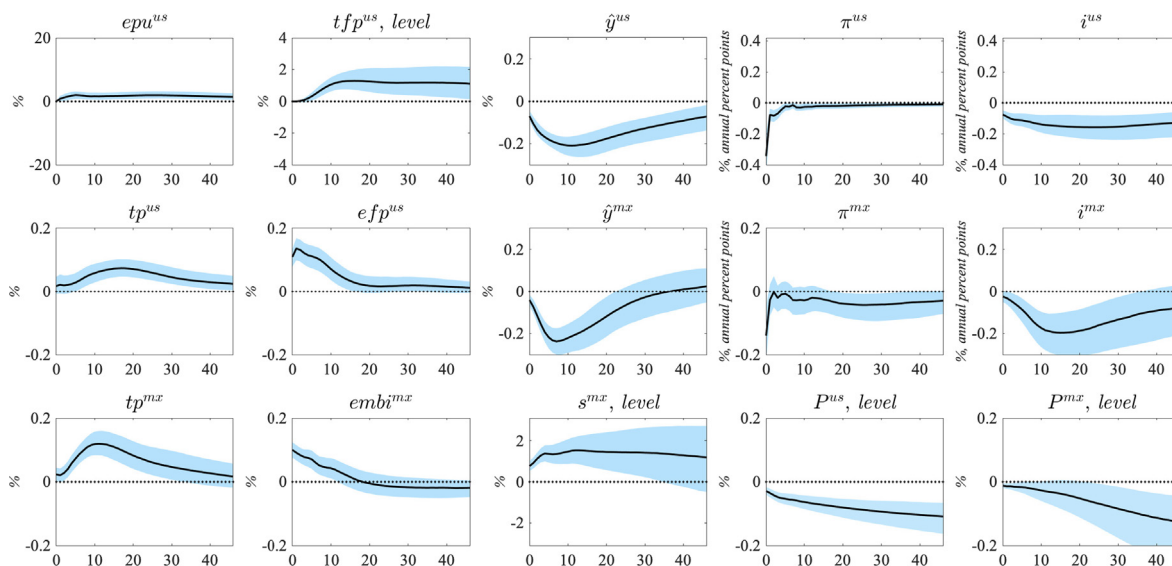 epu^us
20
0
-20
%
0 10 20 30 40
tfp^us, level
4
2
0
-2
-4
%
0 10 20 30 40
ŷ^us
0.2
0
-0.2
%
0 10 20 30 40
π^us
0.4
0.2
0
-0.2
-0.4
%, annual percent points
0 10 20 30 40
i^us
0.4
0.2
0
-0.2
0.4
%, annual percent points
0 10 20 30 40
tp^us
0.2
0
-0.2
%
0 10 20 30 40
efp^us
0.2
0
0.2
%
0 10 20 30 40
ŷ^mx
0.2
0
-0.2
%
0 10 20 30 40
π^mx
0.2
0
-0.2
%, annual percent points
0 10 20 30 40
i^mx
0.2
0
-0.2
%, annual percent points
0 10 20 30 40
tp^mx
0.2
0
0.2
%
0 10 20 30 40
embi^mx
0.2
0
0.2
%
0 10 20 30 40
s^mx, level
2
0
-2
%
0 10 20 30 40
P^us, level
0.2
0
0.2
%
0 10 20 30 40
P^mx, level
0.2
0
0.2
%
0 10 20 30 40